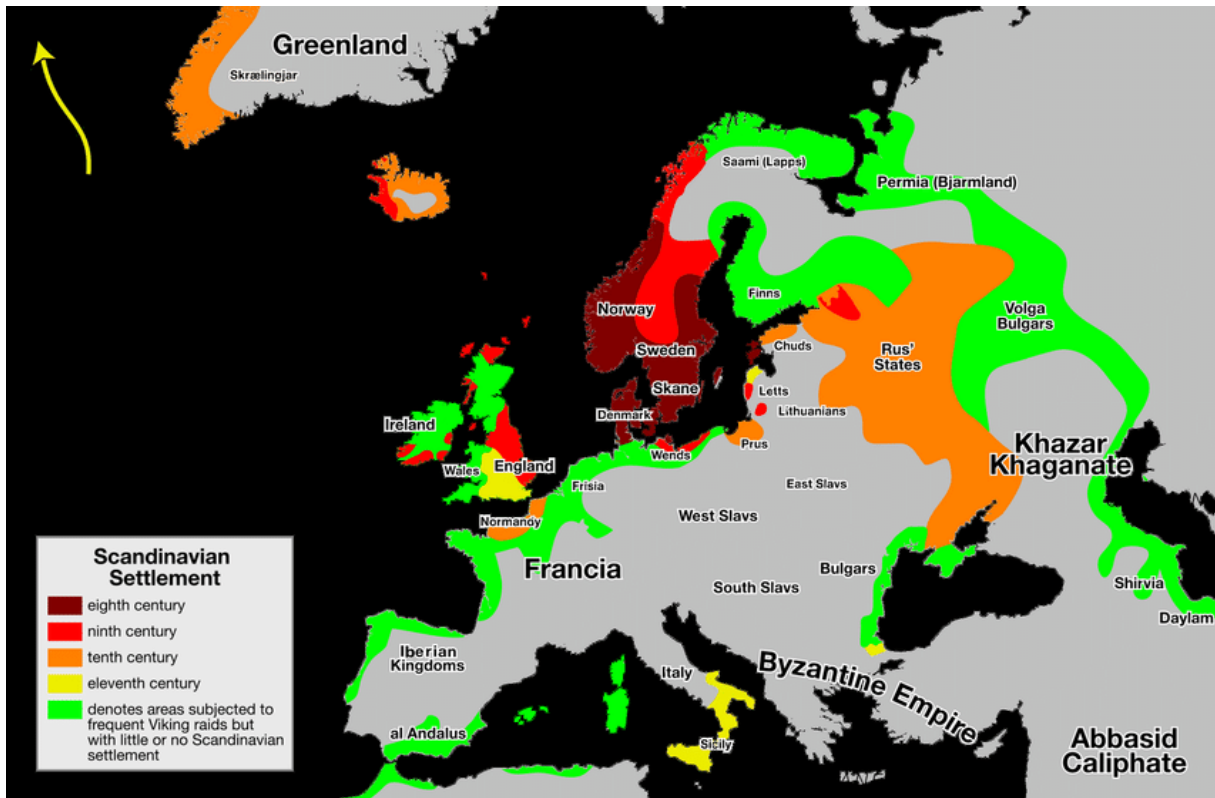 Greenland
Skrælingjar
Saami (Lapps)
Permia (Bjarmland)
Finns
Norway
Volga
Bulgars
Sweden
Chuds
Rus'
States
Skane
Letts
Denmark
Lithuanians
Ireland
Prus
Khazar
Khaganate
Wends
Wales
England
Frisia
East Slavs
West Slavs
Normandy
Francia
Bulgars
South Slavs
Shirvia
Daylam
Iberian
Kingdoms
Italy
Byzantine Empire
al Andalus
Sicily
Abbasid
Caliphate
Scandinavian
Settlement
eighth century
ninth century
tenth century
eleventh century
denotes areas subjected to
frequent Viking raids but
with little or no Scandinavian
settlement